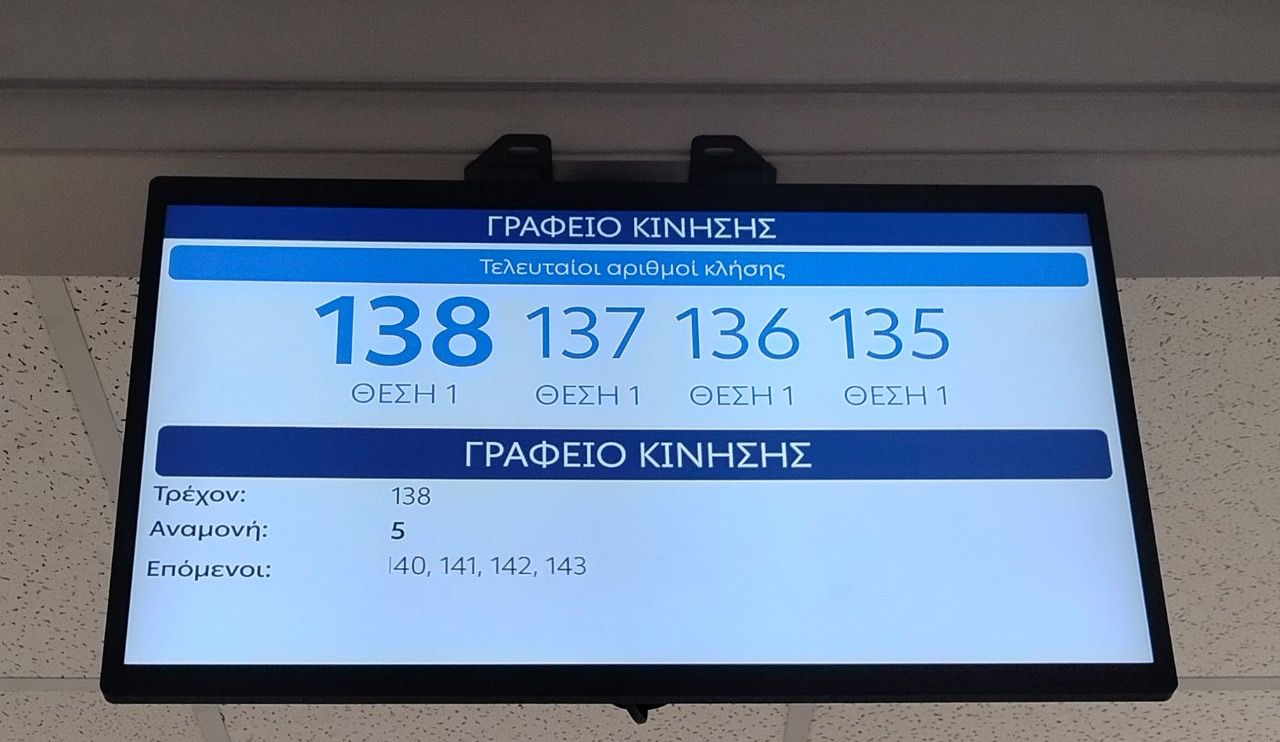 ΓΡΑΦΕΙΟ ΚΙΝΗΣΗΣ
Τελευταίοι αριθμοί κλήσης
138 137 136 135
ΘΕΣΗ 1 ΘΕΣΗ 1 ΘΕΣΗ 1 ΘΕΣΗ 1
ΓΡΑΦΕΙΟ ΚΙΝΗΣΗΣ
Τρέχον: 138
Αναμονή: 5
Επόμενοι: 140, 141, 142, 143